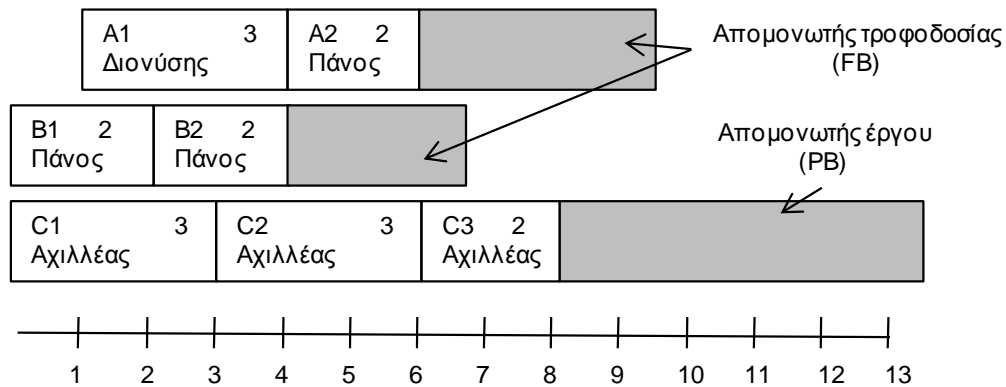 A1 3 A2 2
Διονύσης Πάνος
Απομονωτής τροφοδοσίας
(FB)
B1 2 B2 2
Πάνος Πάνος
Απομονωτής έργου
(PB)
C1 3 C2 3 C3 2
Αχιλλέας Αχιλλέας Αχιλλέας
1 2 3 4 5 6 7 8 9 10 11 12 13